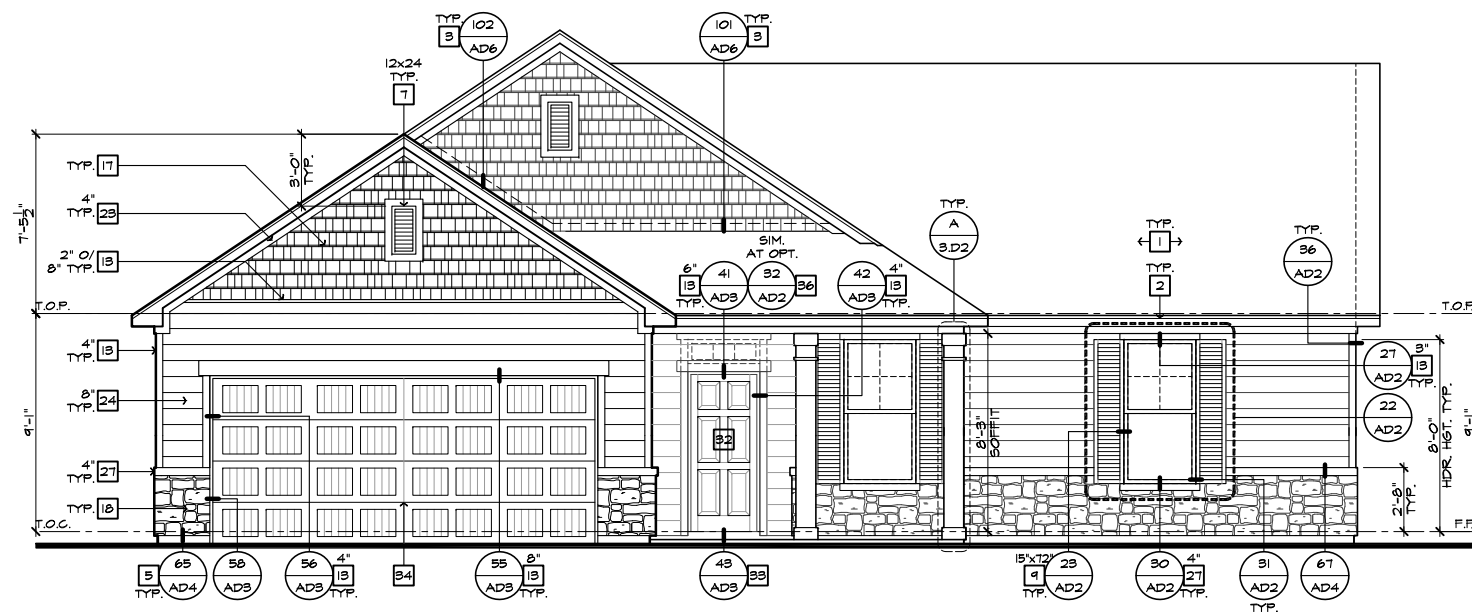 TYP.
3
102
AD6
101
AD6
TYP.
3
12x24
TYP.
7
TYP. 17
3'-0"
TYP.
7'-5½"
4"
TYP. 23
2" O/
8" TYP. 13
TYP.
A
3.D2
TYP.
1
TYP.
2
TYP.
36
AD2
SIM.
AT OPT.
6"
13
TYP.
41
AD3
32
AD2
36
42
AD3
4"
13
TYP.
T.O.P.
T.O.P.
4"
TYP. 13
27
AD2
3"
13
TYP.
8"
TYP. 24
22
AD2
9'-1"
32
8'-3"
SOFFIT
8'-0"
HDR. HGT. TYP.
9'-1"
4"
TYP. 27
TYP. 18
2'-8"
TYP.
T.O.C.
F.F.
5
TYP.
65
AD4
58
AD3
56
AD3
4"
13
TYP.
34
55
AD3
8"
13
TYP.
43
AD3
33
15"x72"
9
TYP.
23
AD2
30
AD2
4"
27
TYP.
31
AD2
TYP.
67
AD4